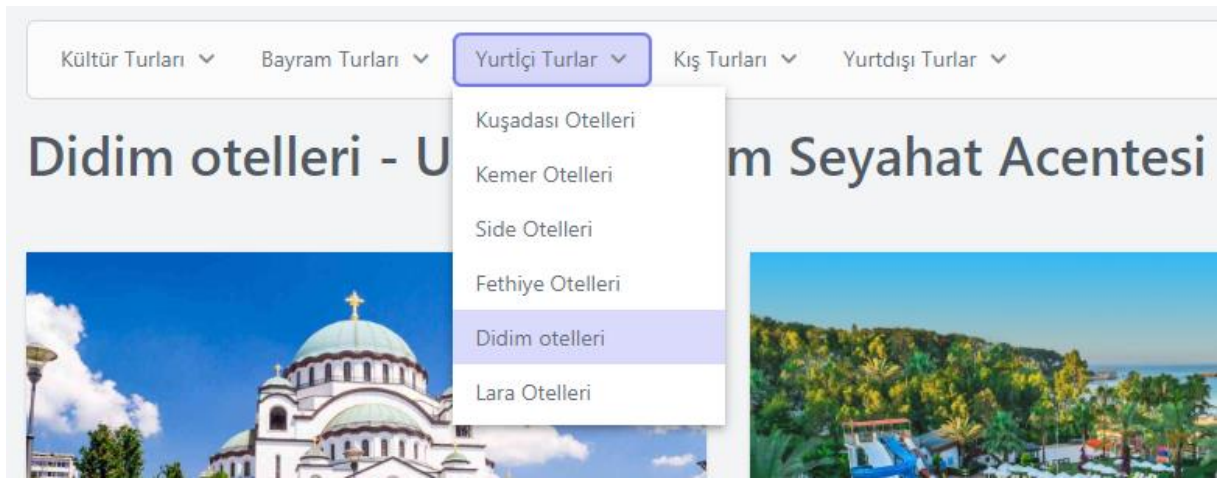 Kültür Turları Bayram Turları Yurtİçi Turlar Kış Turları Yurtdışı Turlar
Kuşadası Otelleri
Didim otelleri - U m Seyahat Acentesi
Kemer Otelleri
Side Otelleri
Fethiye Otelleri
Didim otelleri
Lara Otelleri